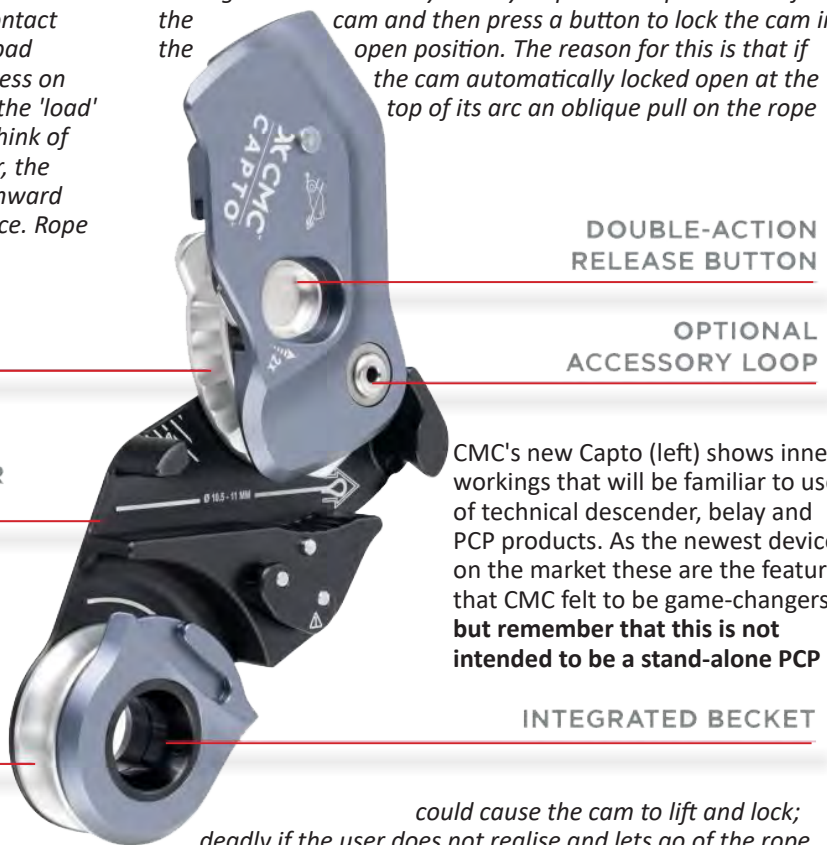 ontact
oad
ess on
the 'load'
hink of
r, the
nward
ce. Rope
the
the
cam and then press a button to lock the cam in
open position. The reason for this is that if
the cam automatically locked open at the
top of its arc an oblique pull on the rope
CMC
CAPTO
2X
Ø 10.5 - 11 MM
DOUBLE-ACTION
RELEASE BUTTON
OPTIONAL
ACCESSORY LOOP
R
CMC's new Capto (left) shows inne
workings that will be familiar to use
of technical descender, belay and
PCP products. As the newest device
on the market these are the featur
that CMC felt to be game-changers
but remember that this is not
intended to be a stand-alone PCP
INTEGRATED BECKET
could cause the cam to lift and lock;
deadly if the user does not realise and lets go of the rope